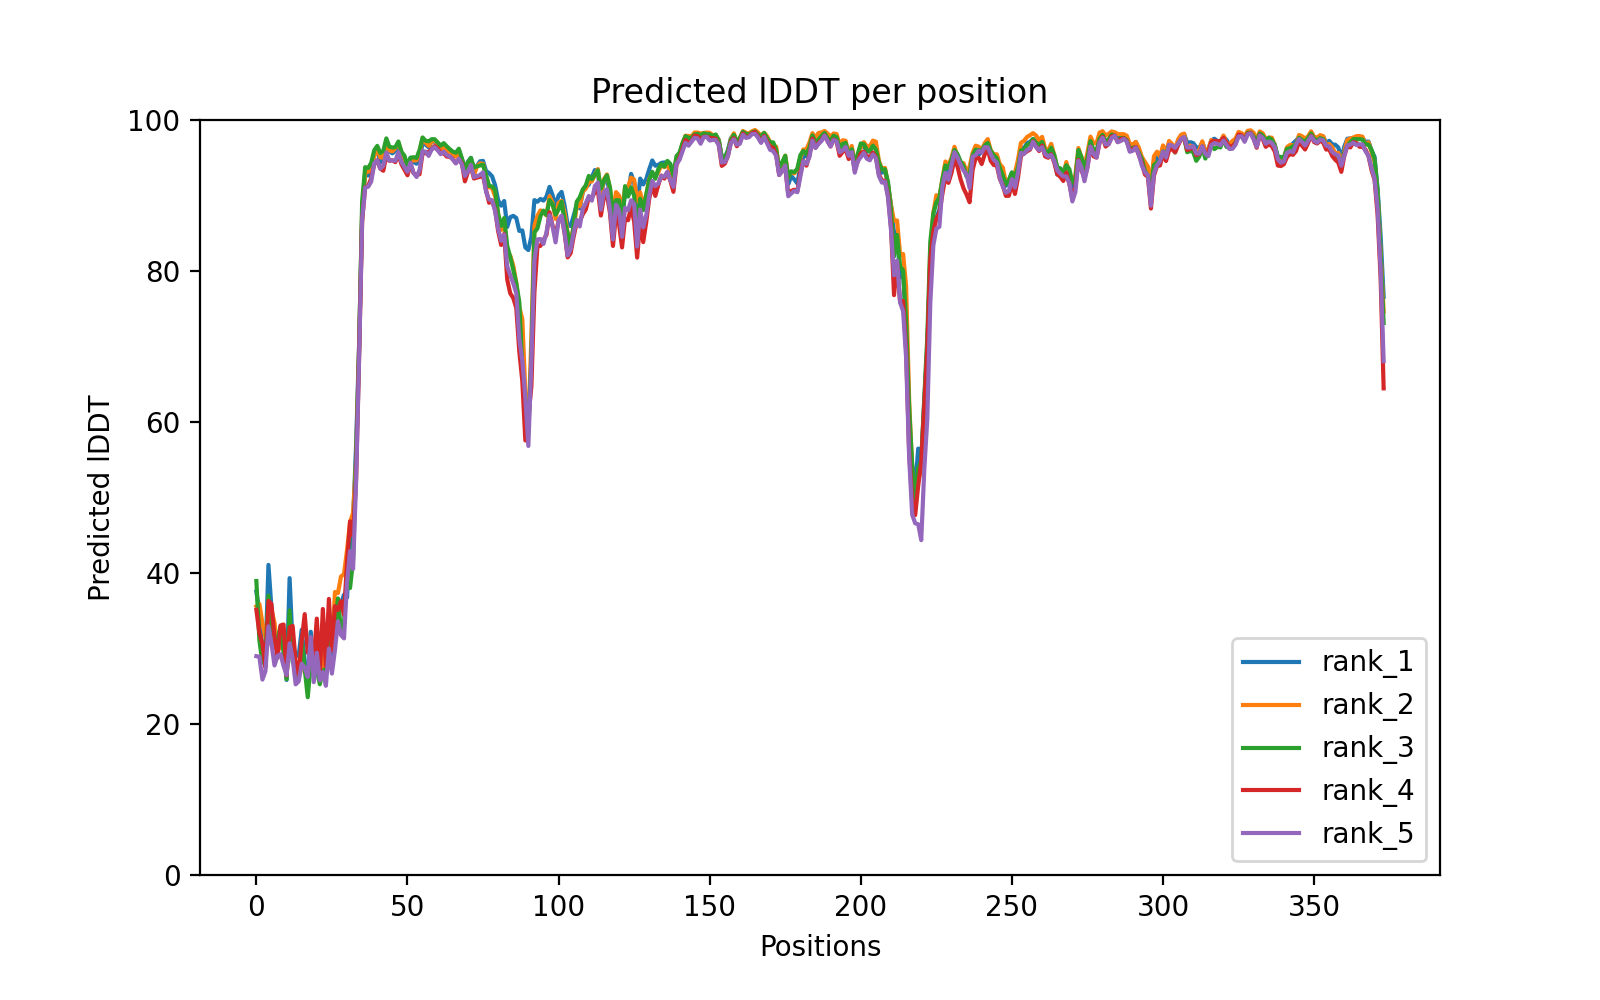 Predicted lDDT per position
100
80
60
40
20
0
Predicted lDDT
0 50 100 150 200 250 300 350
Positions
rank_1
rank_2
rank_3
rank_4
rank_5